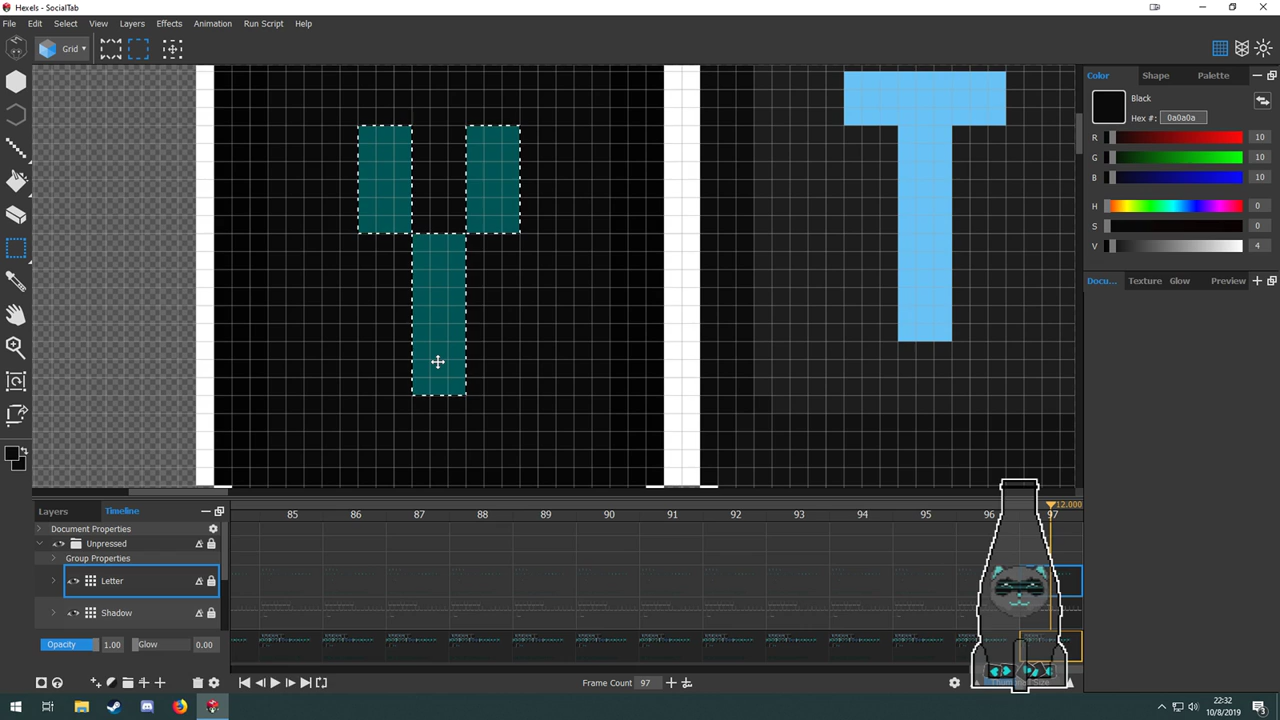 Hexels - SocialTab
File Edit Select View Layers Effects Animation Run Script Help
Grid
Color Shape Palette
Black
Hex #: 0a0a0a
R 10
G 10
B 10
H 0
S 0
V 4
Docu... Texture Glow Preview
Y T
Layers Timeline
85 87 88 89 90 91 92 93 94 95 96 97
12.000
Document Properties
Unpressed
Group Properties
Letter
Shadow
Opacity 1.00 Glow 0.00
Frame Count 97
Size
22:32
10/8/2019
3